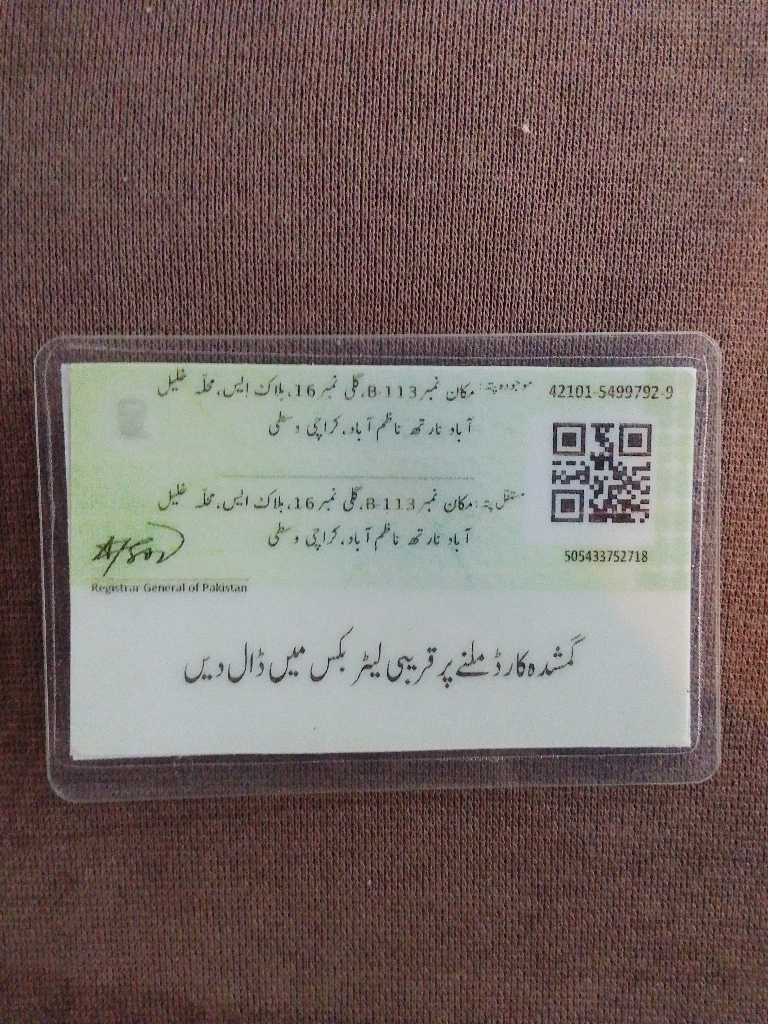 42101-5499792-9
موجودہ پتہ: مکان نمبر B-113، گلی نمبر 16، بلاک ایس، محلّہ خلیل
آباد نارتھ ناظم آباد، کراچی وسطی
مستقل پتہ: مکان نمبر B-113، گلی نمبر 16، بلاک ایس، محلّہ خلیل
آباد نارتھ ناظم آباد، کراچی وسطی
505433752718
Registrar General of Pakistan
گمشدہ کارڈ ملنے پر قریبی لیٹر بکس میں ڈال دیں